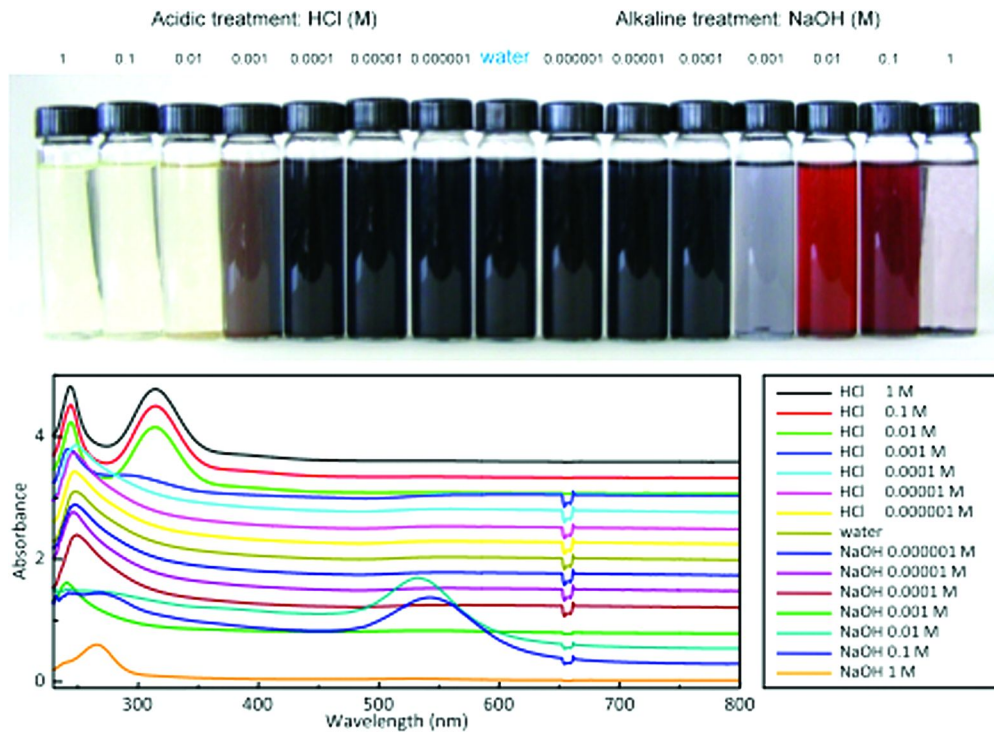 Acidic treatment: HCl (M) Alkaline treatment: NaOH (M)
1 0.1 0.01 0.001 0.0001 0.00001 0.000001 water 0.000001 0.00001 0.0001 0.001 0.01 0.1 1
4
2
0
Absorbance
300 400 500 600 700 800
Wavelength (nm)
HCl 1 M
HCl 0.1 M
HCl 0.01 M
HCl 0.001 M
HCl 0.0001 M
HCl 0.00001 M
HCl 0.000001 M
water
NaOH 0.000001 M
NaOH 0.00001 M
NaOH 0.0001 M
NaOH 0.001 M
NaOH 0.01 M
NaOH 0.1 M
NaOH 1 M